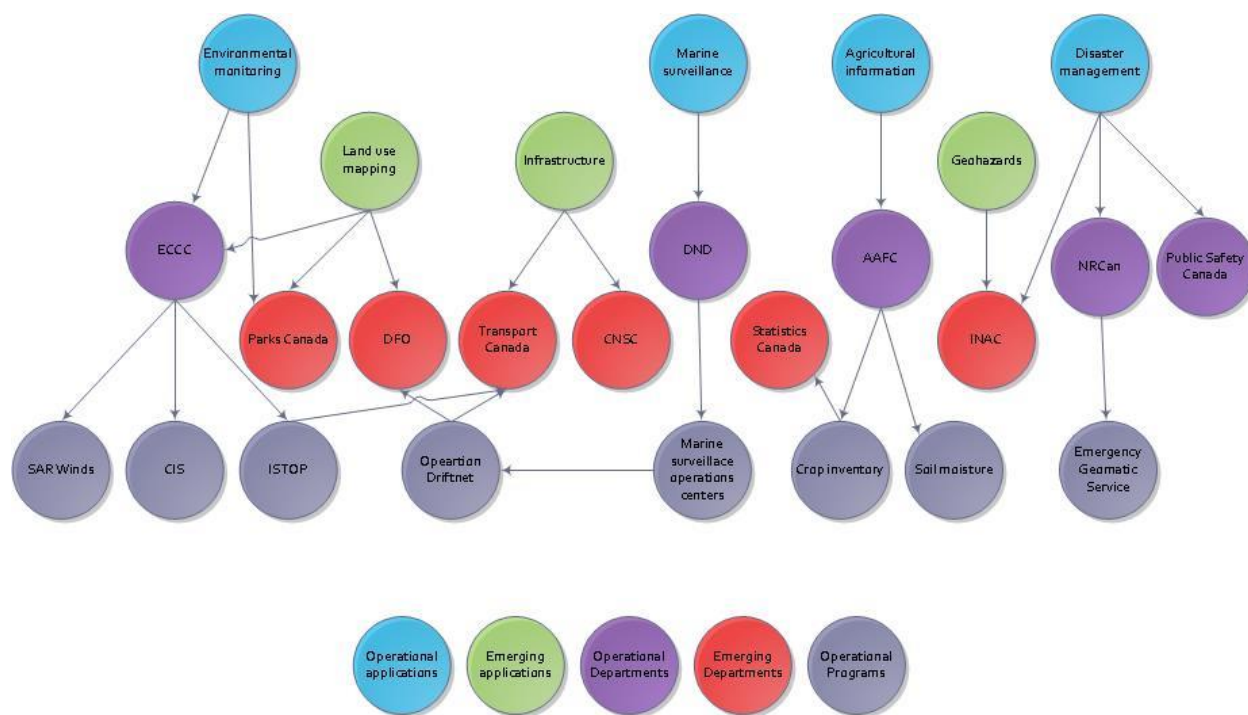 Environmental
monitoring
Marine
surveillance
Agricultural
information
Disaster
management
Land use
mapping
Infrastructure
Geohazards
ECCC
DND
AAFC
NRCan
Public Safety
Canada
Parks Canada
DFO
Transport
Canada
CNSC
Statistics
Canada
INAC
SAR Winds
CIS
ISTOP
Opeartian
Driftnet
Marine
surveillace
operations
centers
Crop inventory
Soil moisture
Emergency
Geomatic
Service
Operational
applications
Emerging
applications
Operational
Departments
Emerging
Departments
Operational
Programs